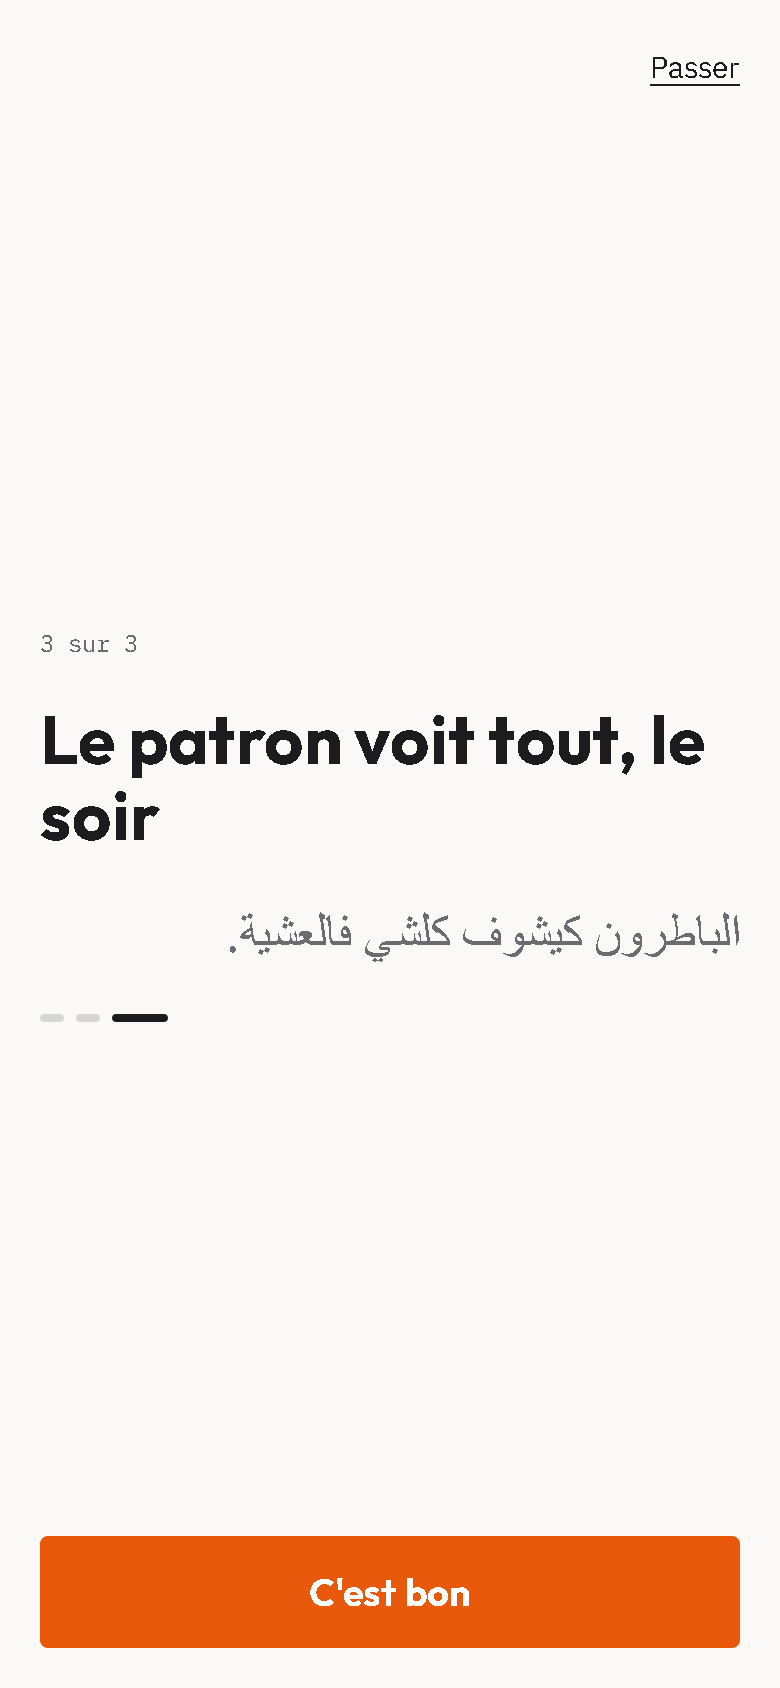 Passer
3 sur 3
Le patron voit tout, le
soir
الباطرون كيشوف كلشي فالعشية.
C'est bon